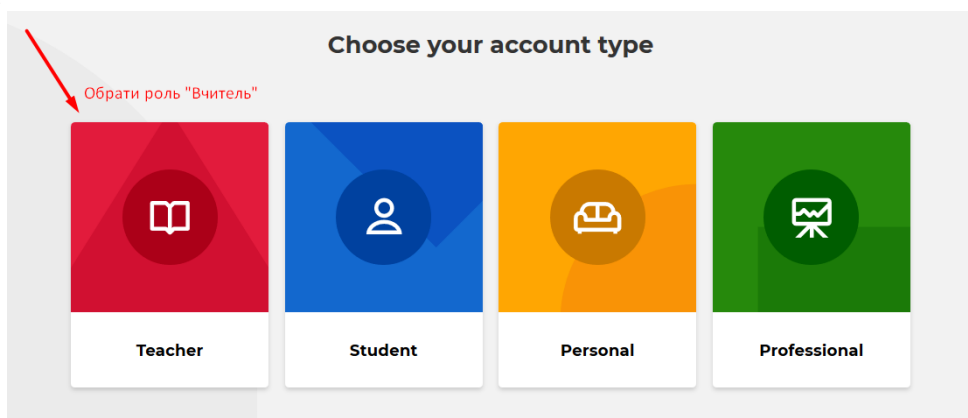 Choose your account type
Обрати роль "Вчитель"
Teacher
Student
Personal
Professional